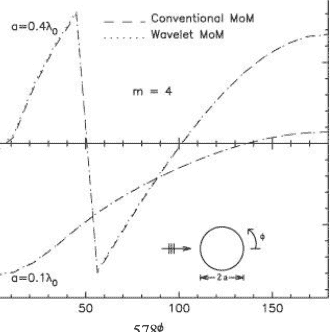 a=0.4λ₀
Conventional MoM
Wavelet MoM
m = 4
φ
2a
a=0.1λ₀
50
100
150
578φ